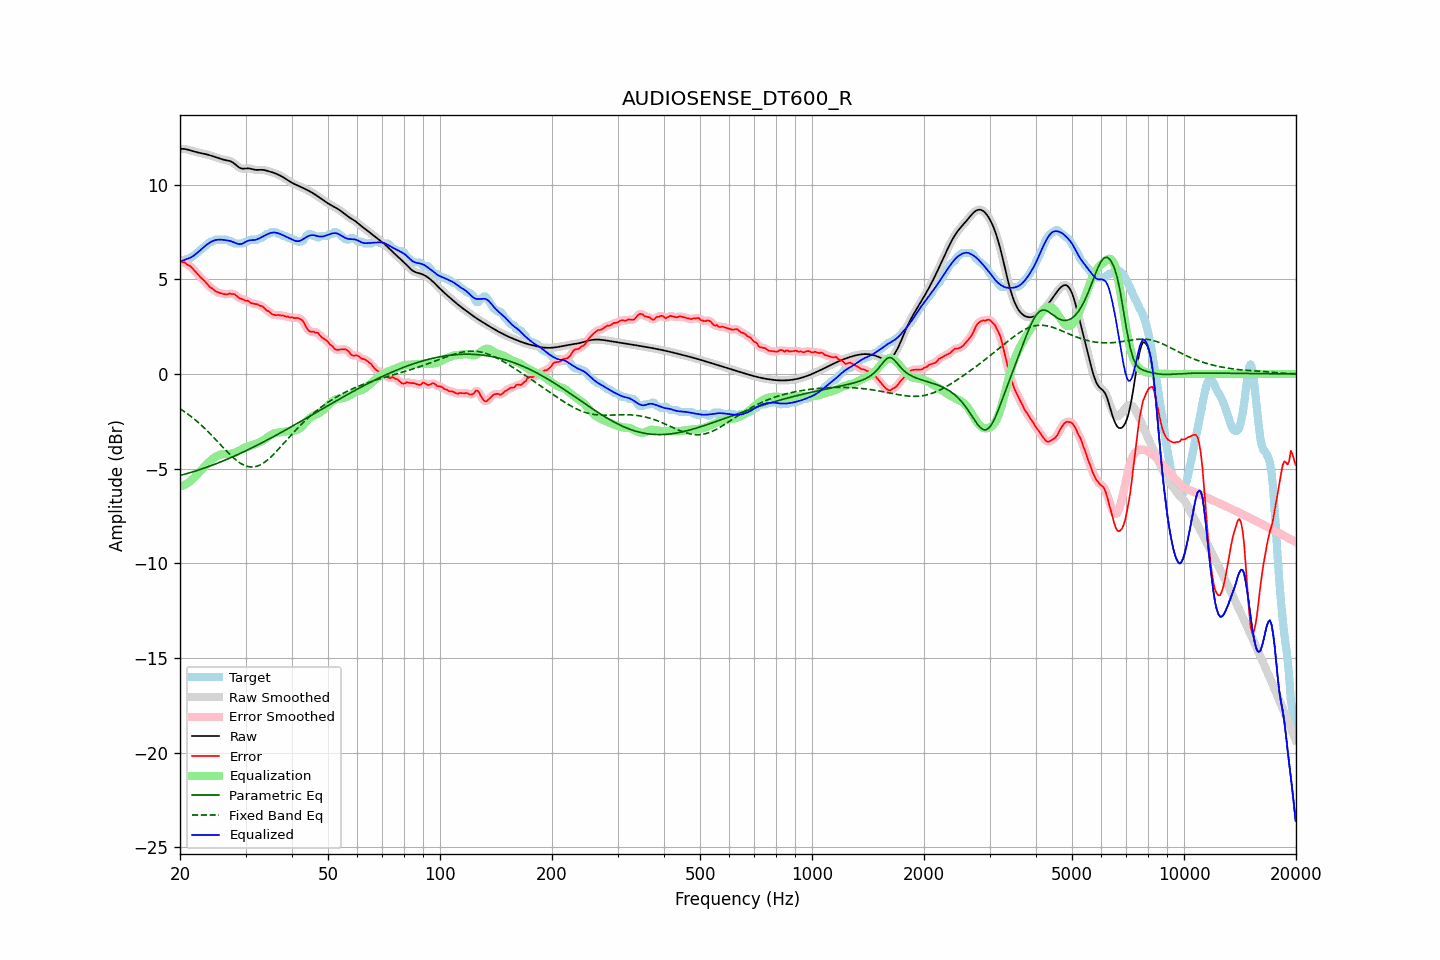 AUDIOSENSE_DT600_R
Amplitude (dBr)
10
5
0
−5
−10
−15
−20
−25
Target
Raw Smoothed
Error Smoothed
Raw
Error
Equalization
Parametric Eq
Fixed Band Eq
Equalized
20 50 100 200 500 1000 2000 5000 10000 20000
Frequency (Hz)